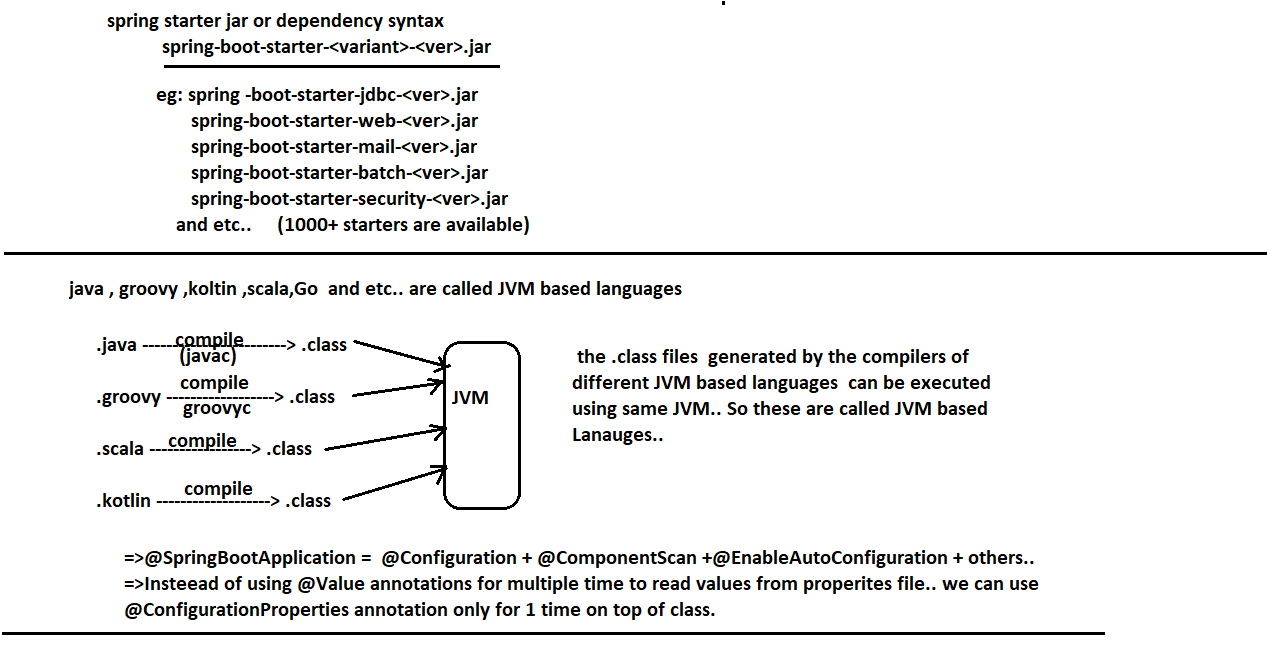 spring starter jar or dependency syntax
spring-boot-starter-<variant>-<ver>.jar
eg: spring -boot-starter-jdbc-<ver>.jar
spring-boot-starter-web-<ver>.jar
spring-boot-starter-mail-<ver>.jar
spring-boot-starter-batch-<ver>.jar
spring-boot-starter-security-<ver>.jar
and etc.. (1000+ starters are available)
java , groovy ,koltin ,scala,Go and etc.. are called JVM based languages
compile
.java ------------------------> .class
(javac)
compile
.groovy ------------------> .class
groovyc
compile
.scala -----------------> .class
compile
.kotlin -------------------> .class
JVM
the .class files generated by the compilers of
different JVM based languages can be executed
using same JVM.. So these are called JVM based
Lanauges..
=>@SpringBootApplication = @Configuration + @ComponentScan +@EnableAutoConfiguration + others..
=>Insteead of using @Value annotations for multiple time to read values from properites file.. we can use
@ConfigurationProperties annotation only for 1 time on top of class.